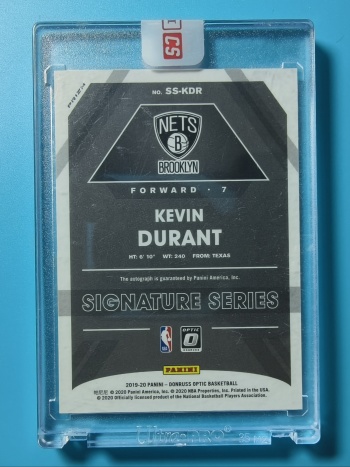 CS
PRIZM
NO. SS-KDR
NETS
B
BROOKLYN
FORWARD · 7
KEVIN
DURANT
HT: 6' 10" WT: 240 FROM: TEXAS
The autograph is guaranteed by Panini America, Inc.
SIGNATURE SERIES
NBA
OPTIC
PANINI
2019-20 PANINI – DONRUSS OPTIC BASKETBALL
© 2020 Panini America, Inc. © 2020 NBA Properties, Inc. Printed in the USA.
© 2020 Officially licensed product of the National Basketball Players Association.